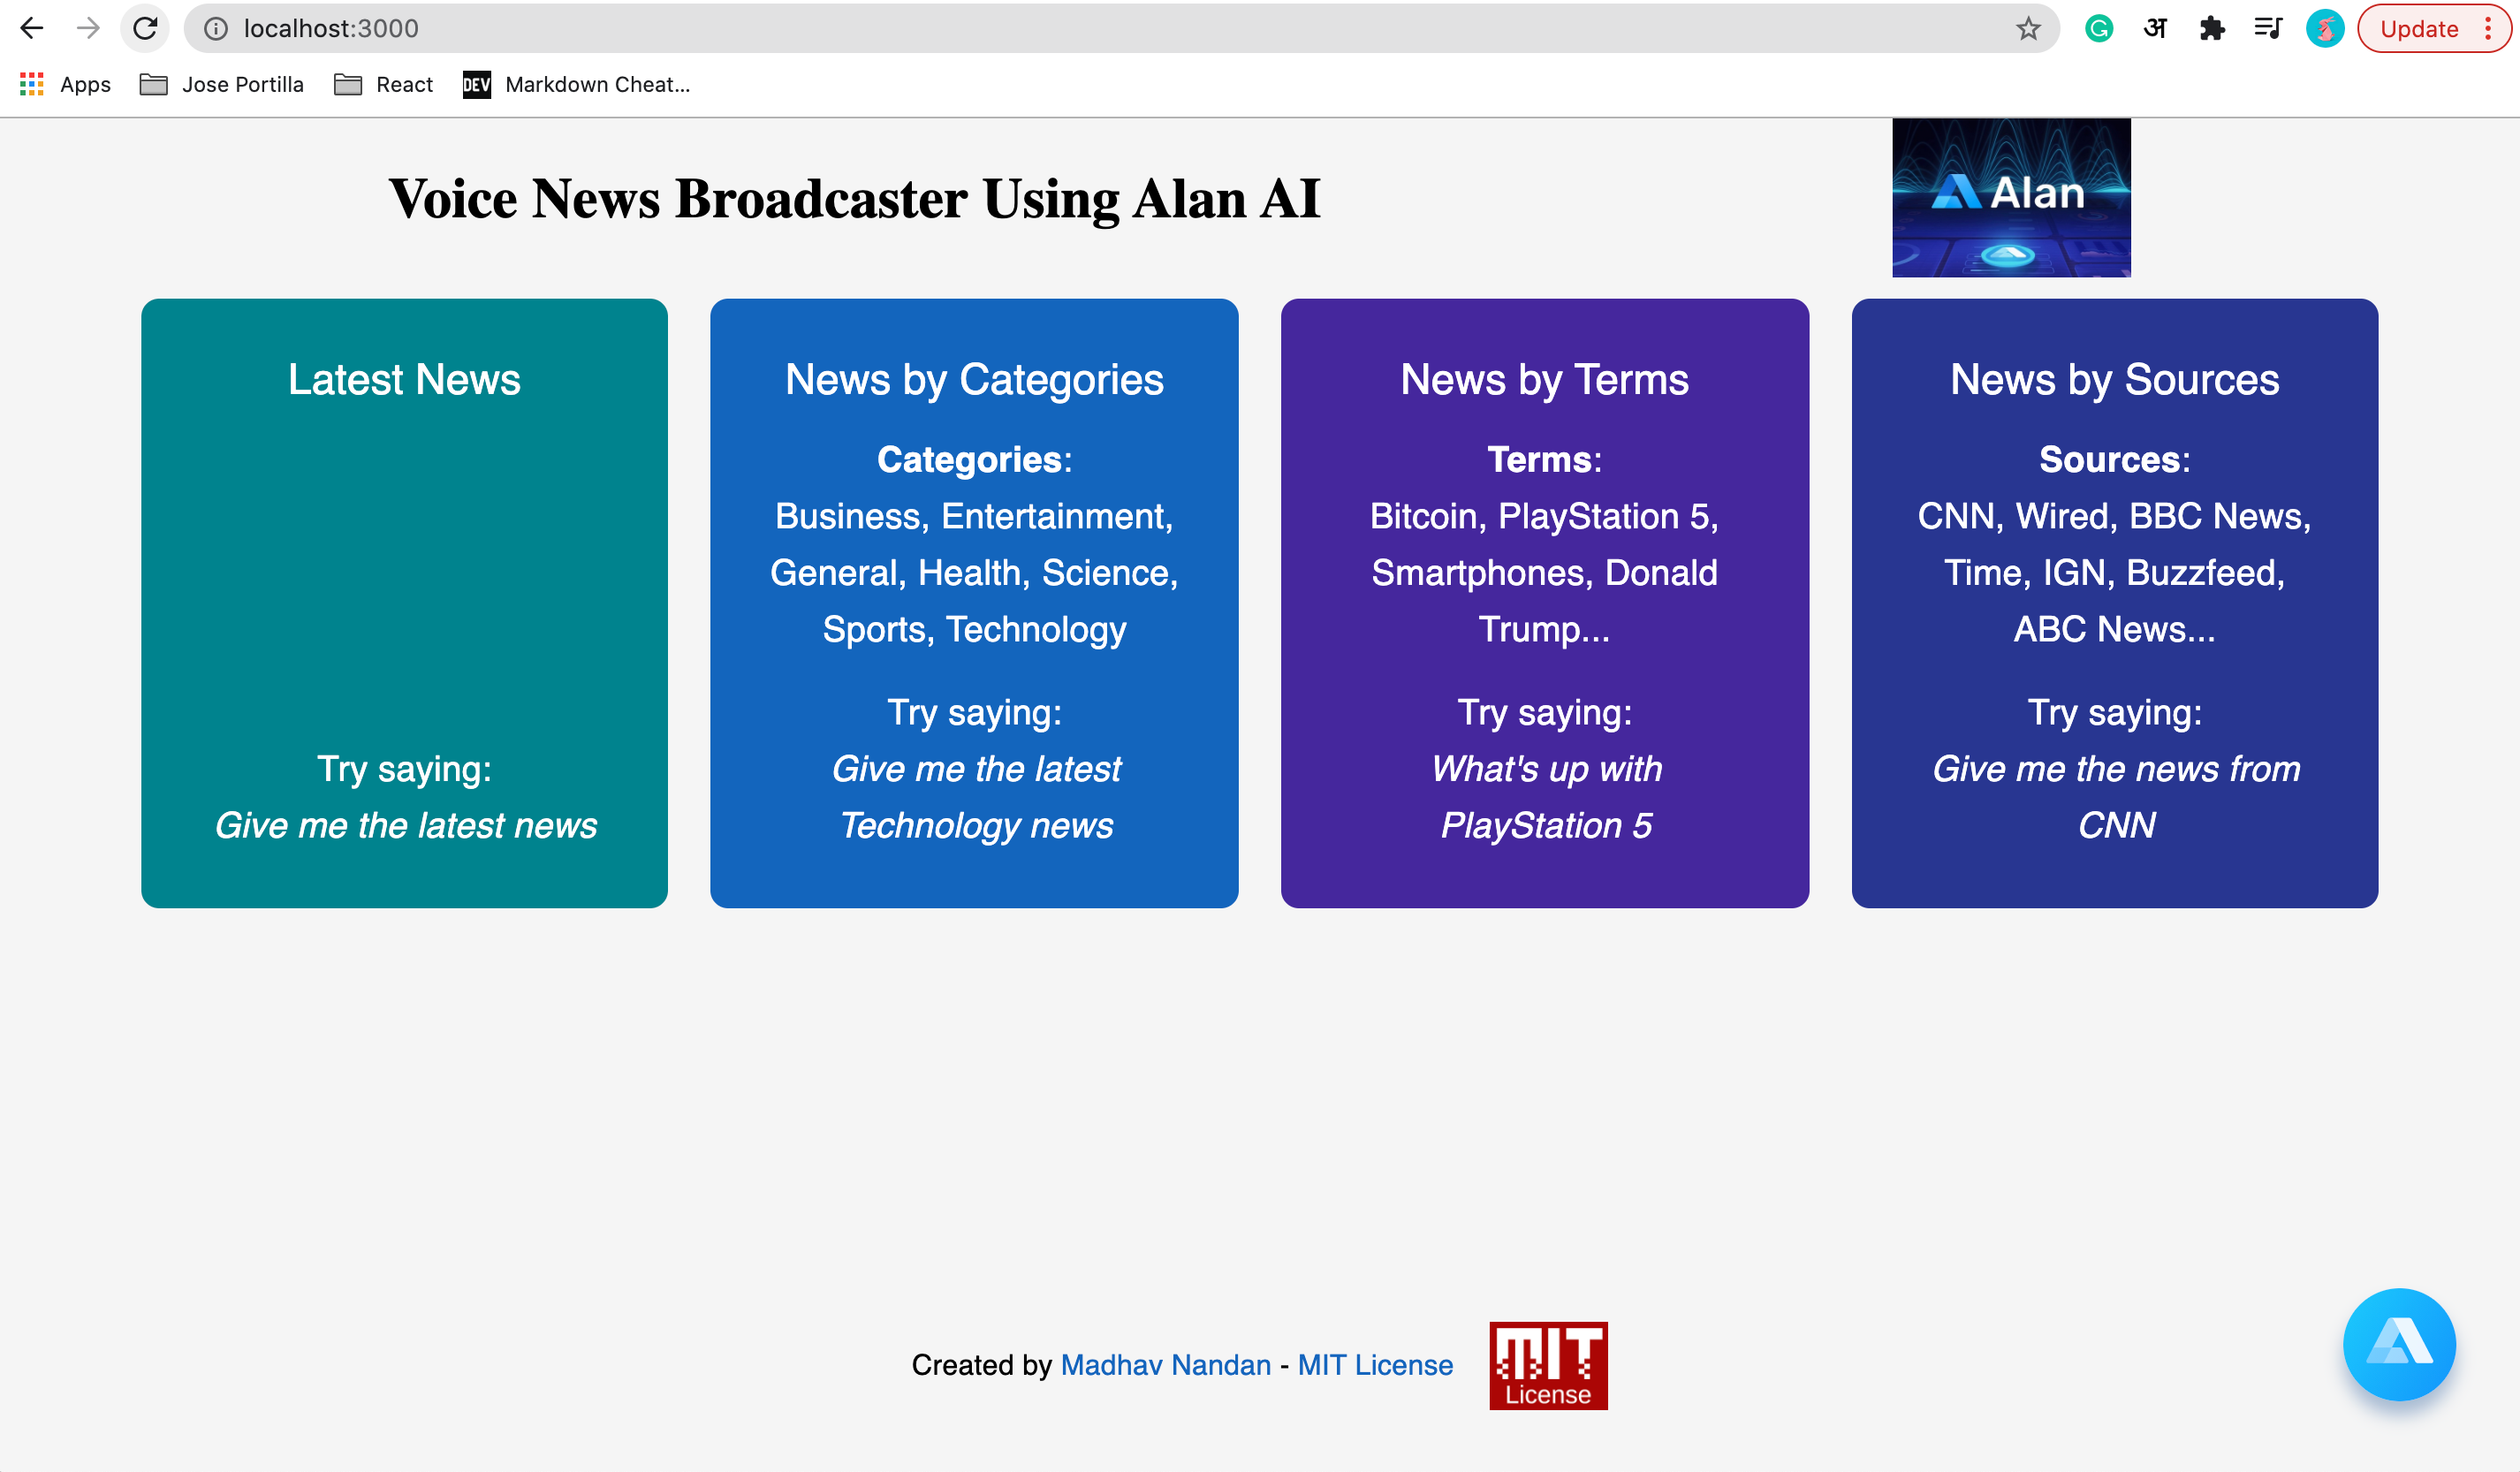 localhost:3000
अ
Update
Apps
Jose Portilla
React
DEV
Markdown Cheat...
Voice News Broadcaster Using Alan AI
Alan
Latest News
Try saying:
Give me the latest news
News by Categories
Categories:
Business, Entertainment,
General, Health, Science,
Sports, Technology
Try saying:
Give me the latest
Technology news
News by Terms
Terms:
Bitcoin, PlayStation 5,
Smartphones, Donald
Trump...
Try saying:
What's up with
PlayStation 5
News by Sources
Sources:
CNN, Wired, BBC News,
Time, IGN, Buzzfeed,
ABC News...
Try saying:
Give me the news from
CNN
Created by Madhav Nandan - MIT License
MIT
License